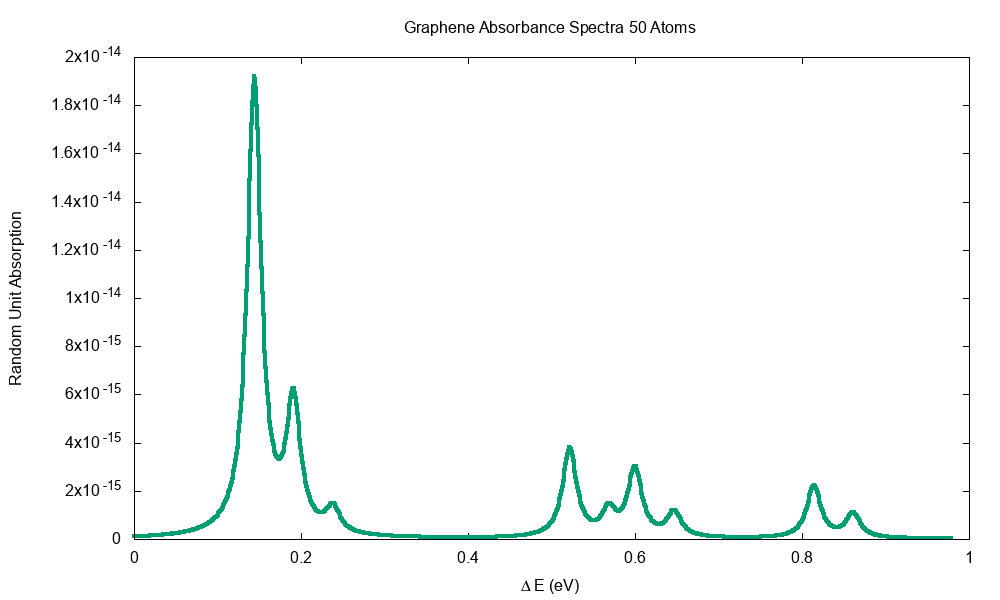 Graphene Absorbance Spectra 50 Atoms
2x10⁻¹⁴
1.8x10⁻¹⁴
1.6x10⁻¹⁴
1.4x10⁻¹⁴
1.2x10⁻¹⁴
1x10⁻¹⁴
8x10⁻¹⁵
6x10⁻¹⁵
4x10⁻¹⁵
2x10⁻¹⁵
0
Random Unit Absorption
0 0.2 0.4 0.6 0.8 1
Δ E (eV)